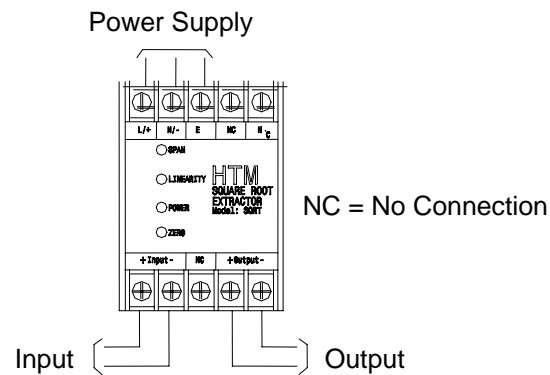 Power Supply
L/+ N/- E NC NC
SPAN
LINEARITY
POWER
ZERO
HTM
SQUARE ROOT
EXTRACTOR
Model: SQRT
NC = No Connection
+ Input - NC + Output -
Input
Output